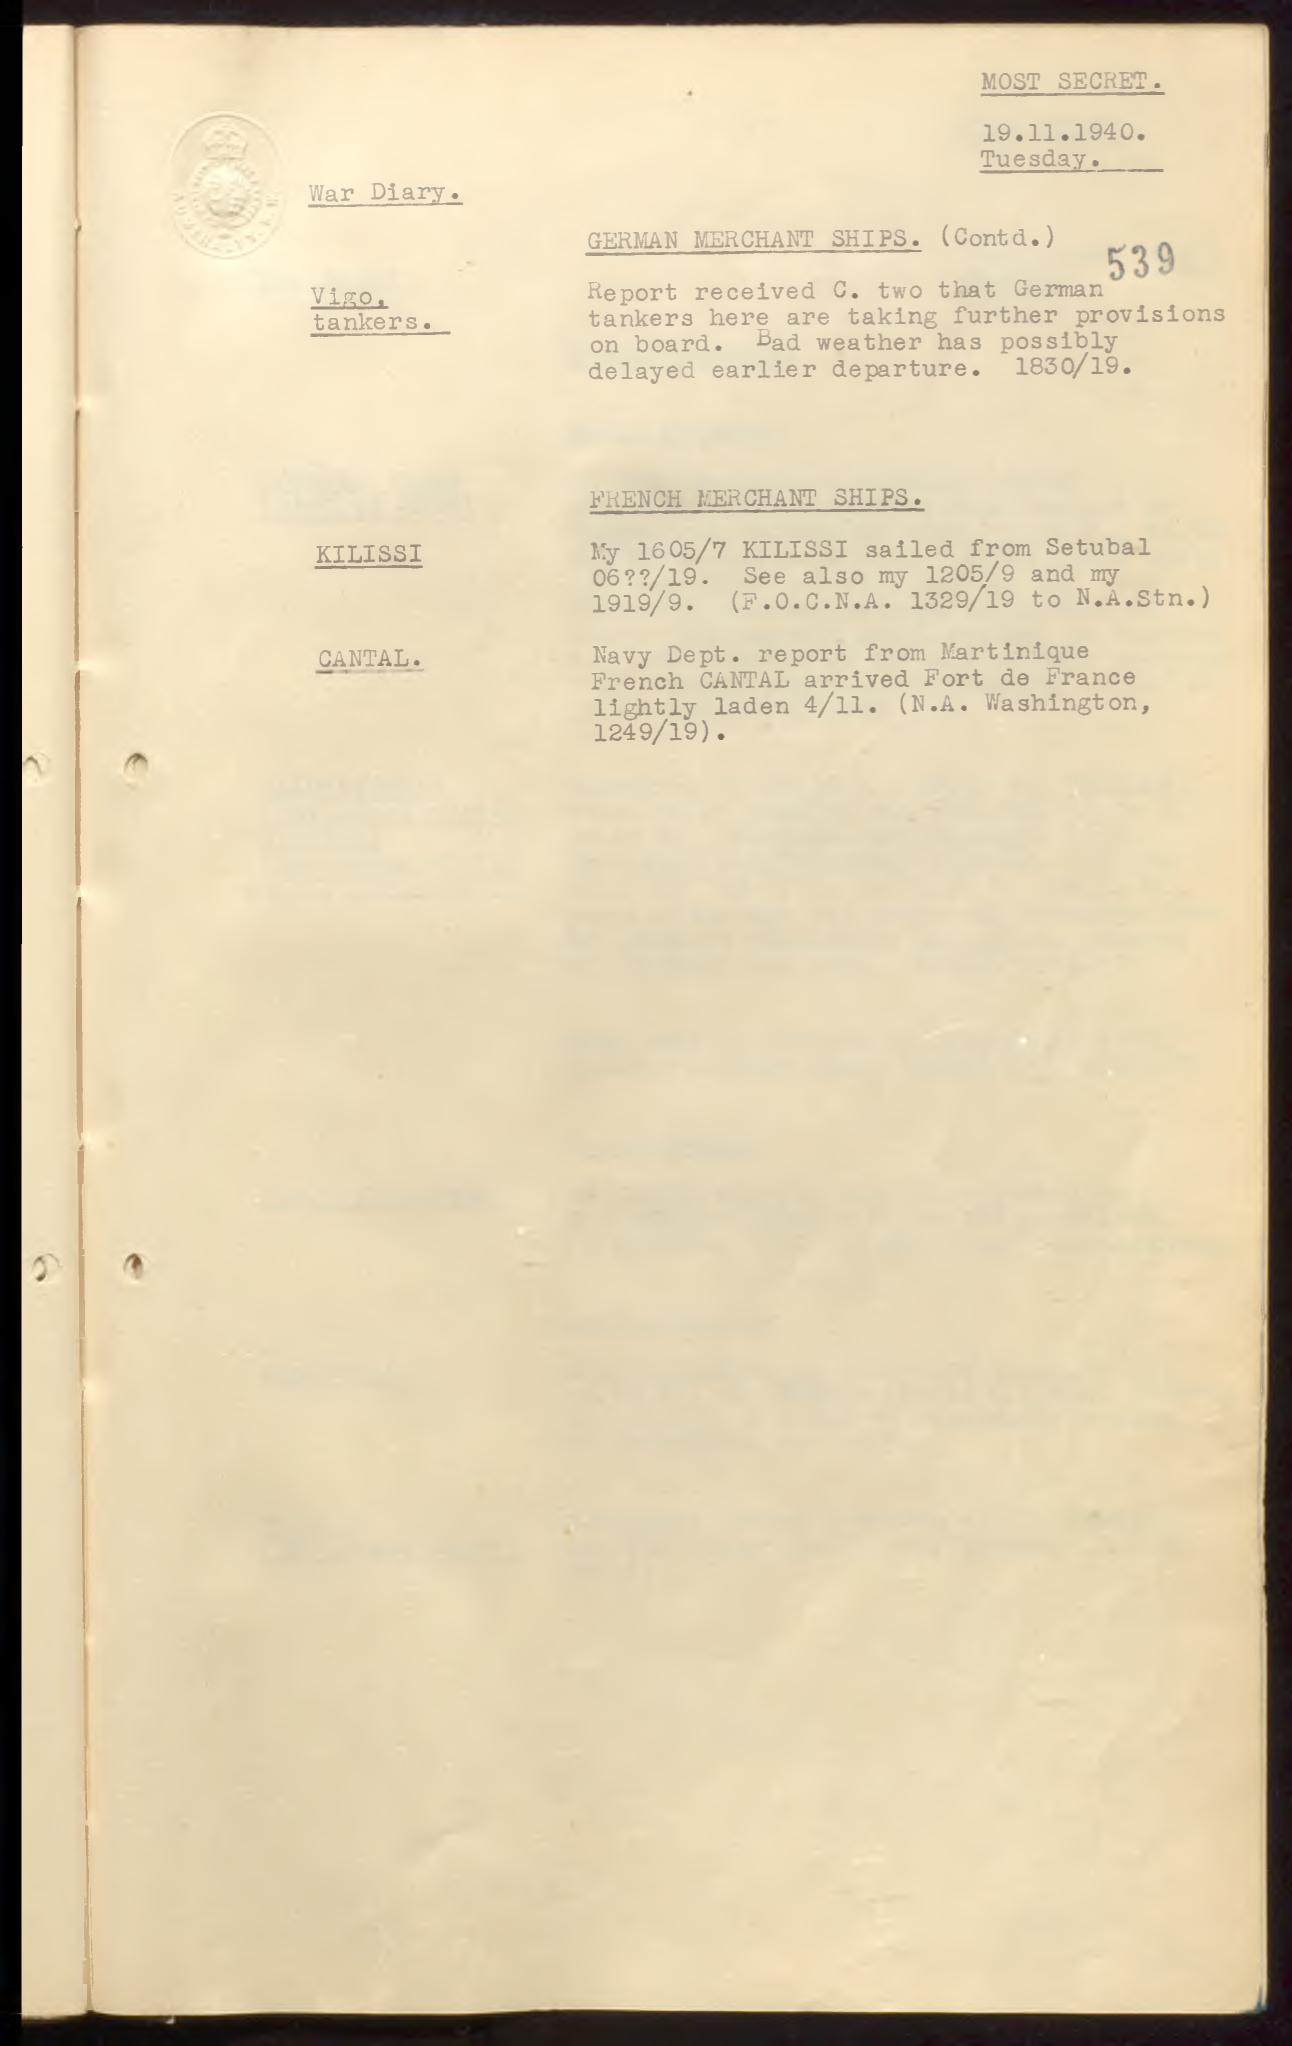 MOST SECRET.
19.11.1940.
Tuesday.
War Diary.
GERMAN MERCHANT SHIPS. (Contd.)
539
Vigo,
tankers.
Report received C. two that German
tankers here are taking further provisions
on board. Bad weather has possibly
delayed earlier departure. 1830/19.
FRENCH MERCHANT SHIPS.
KILISSI
My 1605/7 KILISSI sailed from Setubal
06??/19. See also my 1205/9 and my
1919/9. (F.O.C.N.A. 1329/19 to N.A.Stn.)
CANTAL.
Navy Dept. report from Martinique
French CANTAL arrived Fort de France
lightly laden 4/11. (N.A. Washington,
1249/19).